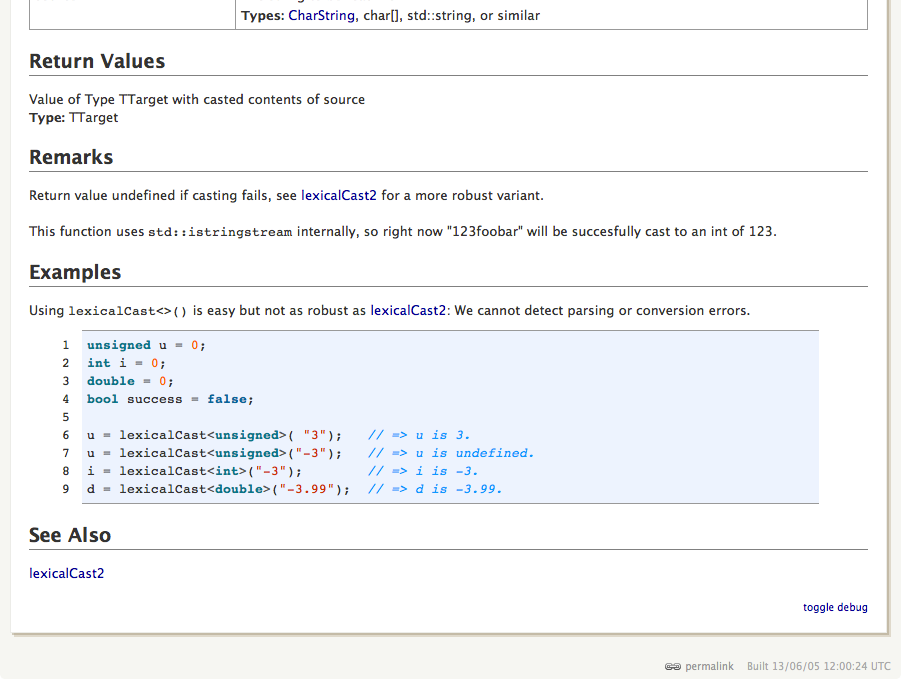 Types: CharString, char[], std::string, or similar
Return Values
Value of Type TTarget with casted contents of source
Type: TTarget
Remarks
Return value undefined if casting fails, see lexicalCast2 for a more robust variant.
This function uses std::istringstream internally, so right now "123foobar" will be succesfully cast to an int of 123.
Examples
Using lexicalCast<>() is easy but not as robust as lexicalCast2: We cannot detect parsing or conversion errors.
1 unsigned u = 0;
2 int i = 0;
3 double = 0;
4 bool success = false;
5
6 u = lexicalCast<unsigned>( "3");   // => u is 3.
7 u = lexicalCast<unsigned>("-3");   // => u is undefined.
8 i = lexicalCast<int>("-3");        // => i is -3.
9 d = lexicalCast<double>("-3.99");  // => d is -3.99.
See Also
lexicalCast2
toggle debug
permalink Built 13/06/05 12:00:24 UTC